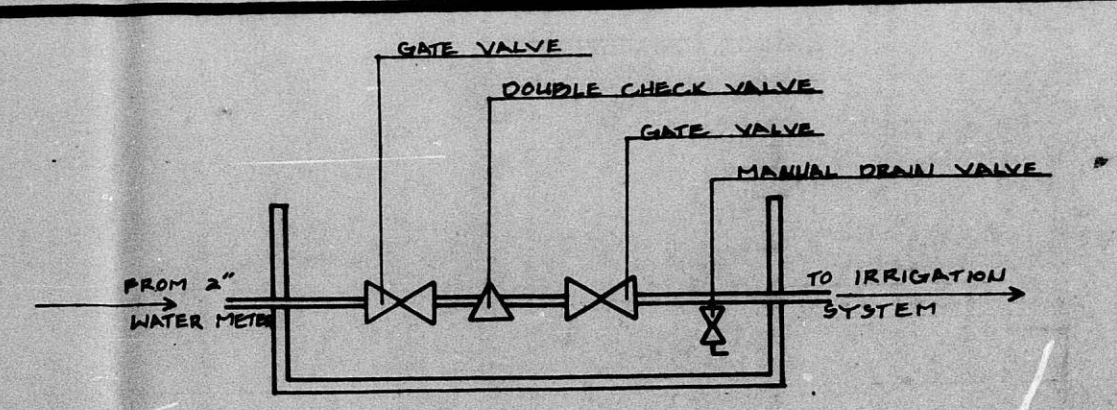 GATE VALVE
DOUBLE CHECK VALVE
GATE VALVE
MANUAL DRAIN VALVE
FROM 2"
WATER METER
TO IRRIGATION
SYSTEM